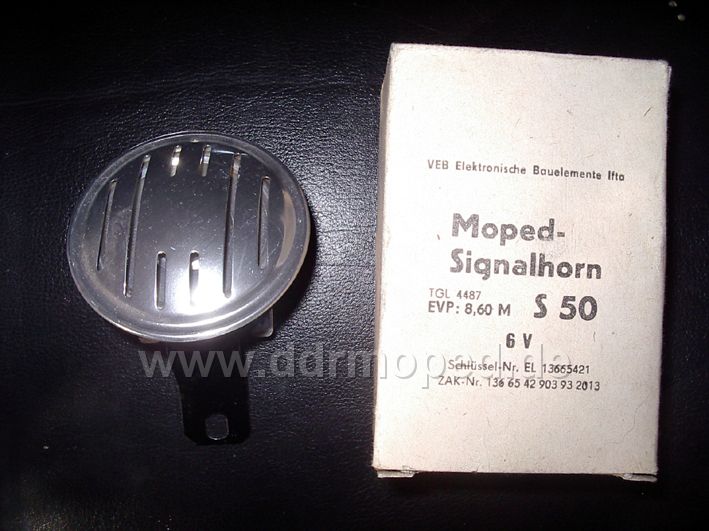 VEB Elektronische Bauelemente Ifta
Moped-
Signalhorn
TGL 4487
EVP: 8,60 M S 50
6 V
www.ddrmoped.de
Schlüssel-Nr. EL 13665421
ZAK-Nr. 136 65 42 903 93 2013